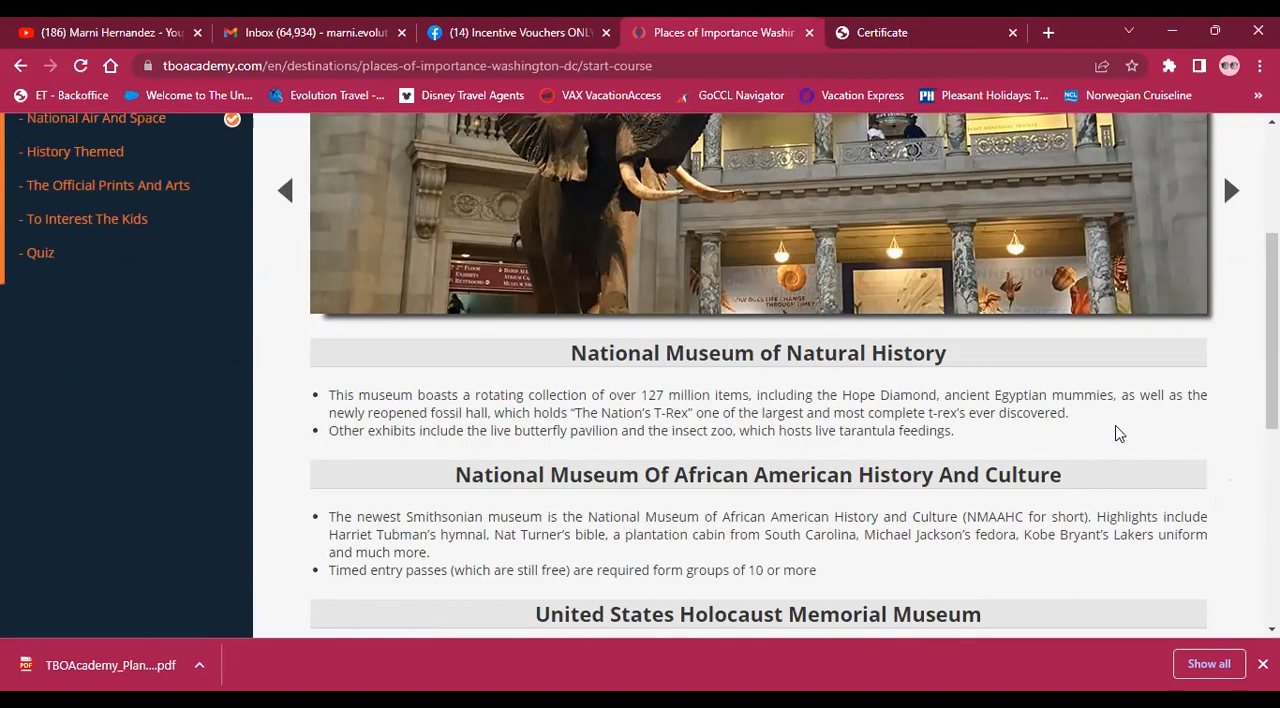 (186) Marni Hernandez - You
Inbox (64,934) - marni.evolut
(14) Incentive Vouchers ONLY
Places of Importance Washin
Certificate
tboacademy.com/en/destinations/places-of-importance-washington-dc/start-course
ET - Backoffice
Welcome to The Un...
Evolution Travel -...
Disney Travel Agents
VAX VacationAccess
GoCCL Navigator
Vacation Express
Pleasant Holidays: T...
Norwegian Cruiseline
- National Air And Space
- History Themed
- The Official Prints And Arts
- To Interest The Kids
- Quiz
National Museum of Natural History
This museum boasts a rotating collection of over 127 million items, including the Hope Diamond, ancient Egyptian mummies, as well as the
newly reopened fossil hall, which holds “The Nation’s T-Rex” one of the largest and most complete t-rex’s ever discovered.
Other exhibits include the live butterfly pavilion and the insect zoo, which hosts live tarantula feedings.
National Museum Of African American History And Culture
The newest Smithsonian museum is the National Museum of African American History and Culture (NMAAHC for short). Highlights include
Harriet Tubman’s hymnal, Nat Turner’s bible, a plantation cabin from South Carolina, Michael Jackson’s fedora, Kobe Bryant’s Lakers uniform
and much more.
Timed entry passes (which are still free) are required form groups of 10 or more
United States Holocaust Memorial Museum
TBOAcademy_Plan....pdf
Show all